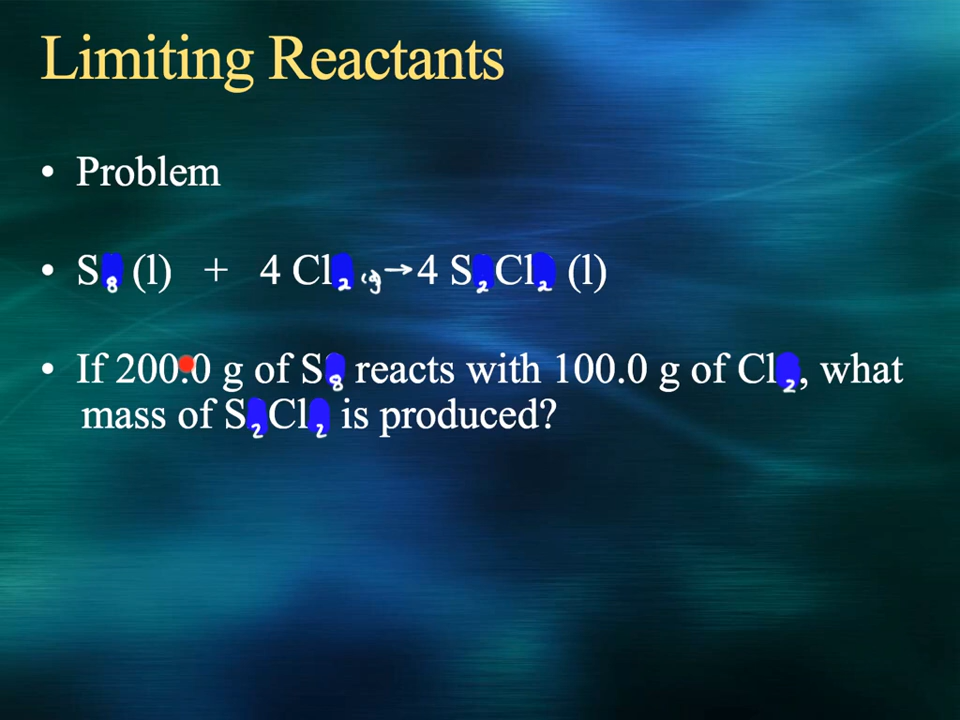 Limiting Reactants
• Problem
• S₈ (l) + 4 Cl₂ (g) → 4 S₂Cl₂ (l)
• If 200.0 g of S₈ reacts with 100.0 g of Cl₂, what
mass of S₂Cl₂ is produced?